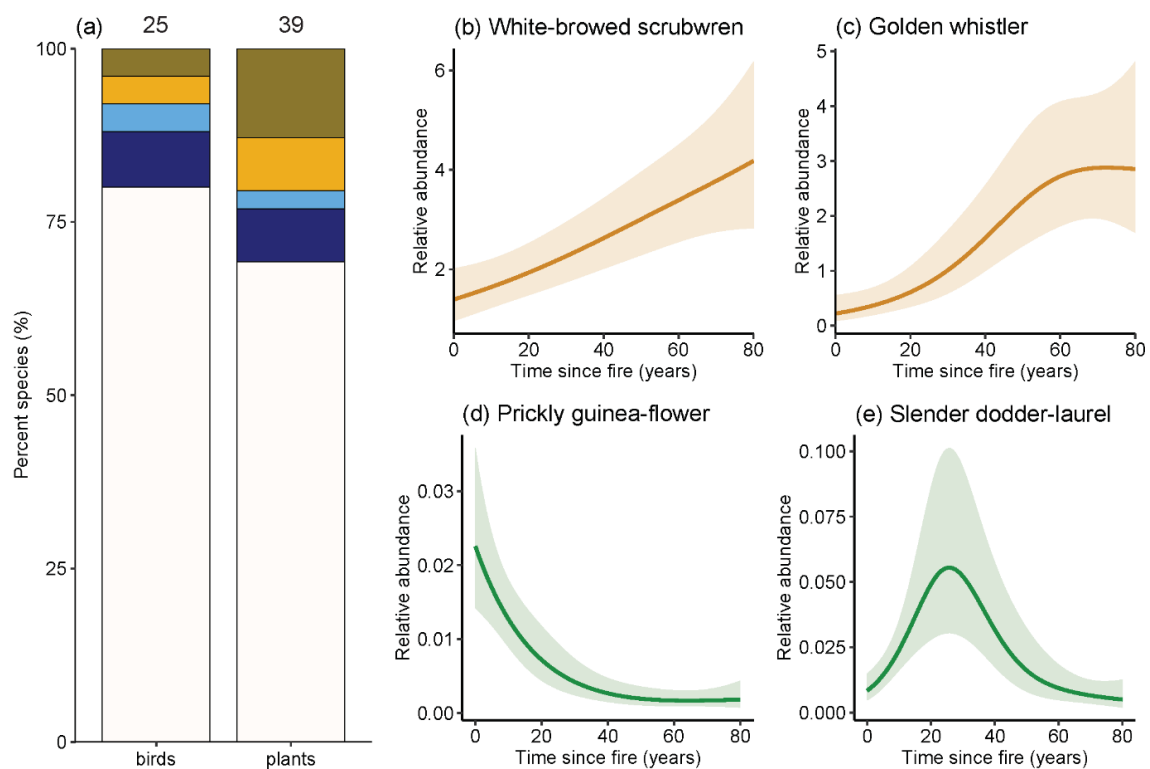 (a)
25
39
100
75
50
25
0
Percent species (%)
birds
plants
(b) White-browed scrubwren
6
4
2
Relative abundance
0
20
40
60
80
Time since fire (years)
(c) Golden whistler
5
4
3
2
1
0
Relative abundance
0
20
40
60
80
Time since fire (years)
(d) Prickly guinea-flower
0.03
0.02
0.01
0.00
Relative abundance
0
20
40
60
80
Time since fire (years)
(e) Slender dodder-laurel
0.100
0.075
0.050
0.025
0.000
Relative abundance
0
20
40
60
80
Time since fire (years)